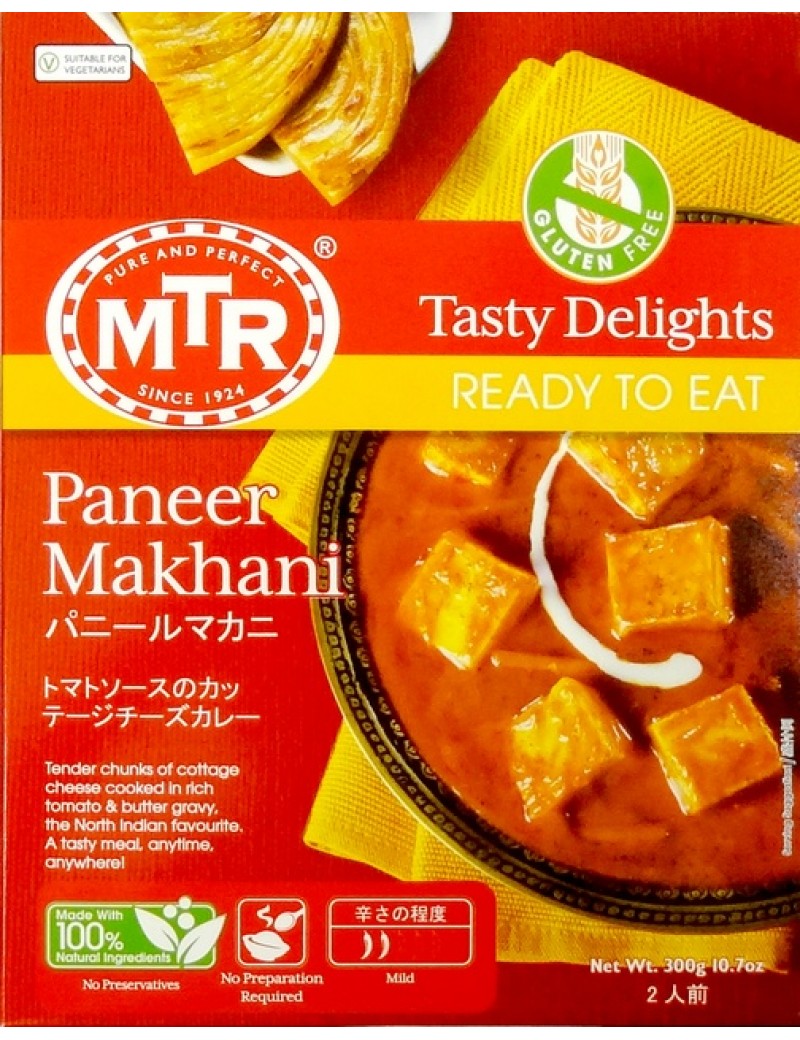 SUITABLE FOR
VEGETARIANS
GLUTEN FREE
PURE AND PERFECT
MTR
®
SINCE 1924
Tasty Delights
READY TO EAT
Paneer
Makhani
パニールマカニ
トマトソースのカッ
テージチーズカレー
Tender chunks of cottage
cheese cooked in rich
tomato & butter gravy,
the North Indian favourite.
A tasty meal, anytime,
anywhere!
Serving Suggestion /
Made With
100%
Natural Ingredients
No Preservatives
No Preparation
Required
辛さの程度
Mild
Net Wt. 300g 10.7oz
2人前